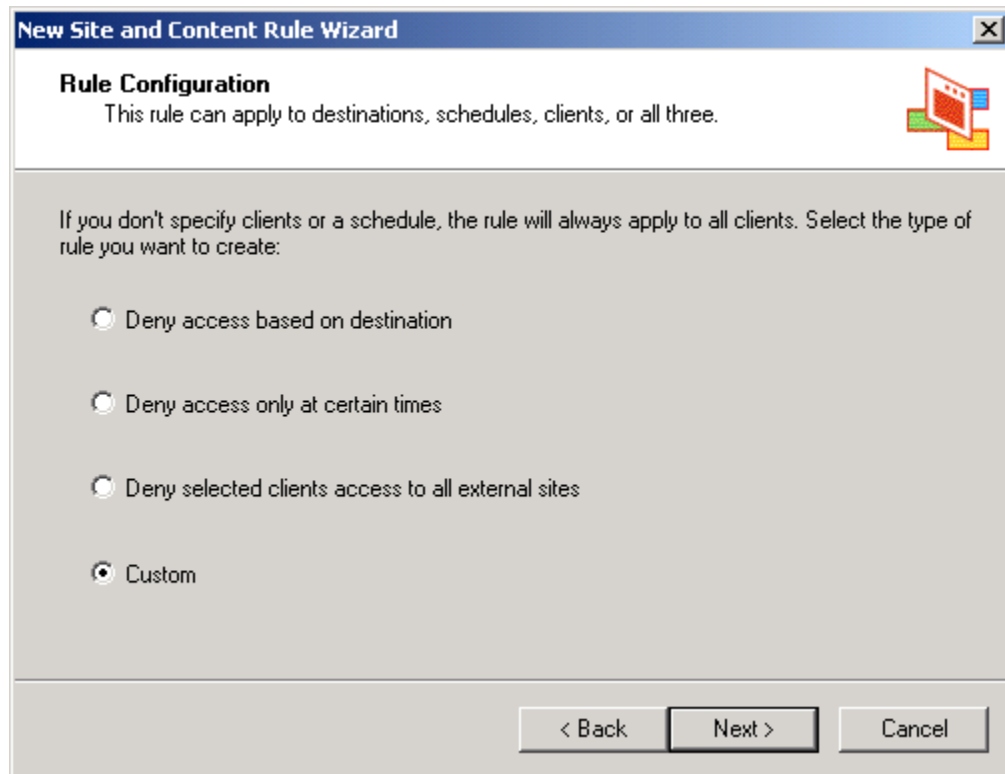 New Site and Content Rule Wizard
Rule Configuration
This rule can apply to destinations, schedules, clients, or all three.
If you don't specify clients or a schedule, the rule will always apply to all clients. Select the type of
rule you want to create:
Deny access based on destination
Deny access only at certain times
Deny selected clients access to all external sites
Custom
< Back
Next >
Cancel